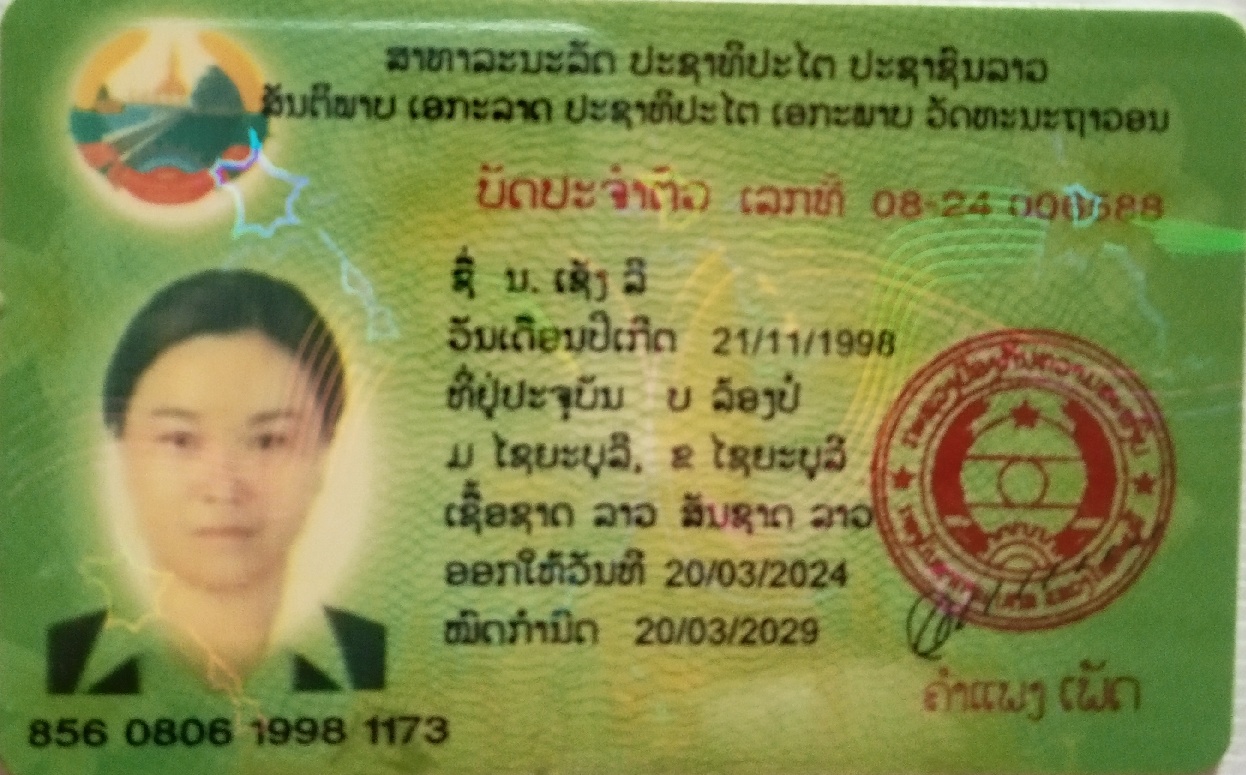 ສາທາລະນະລັດ ປະຊາທິປະໄຕ ປະຊາຊົນລາວ
ສັນຕິພາບ ເອກະລາດ ປະຊາທິປະໄຕ ເອກະພາບ ວັດທະນະຖາວອນ
ບັດປະຈຳຕົວ ເລກທີ 08-24 006588
ຊື່ ນ. ເຊັ່ງ ລີ
ວັນເດືອນປີເກີດ 21/11/1998
ທີ່ຢູ່ປະຈຸບັນ ບ ລ້ອງປໍ
ມ ໄຊຍະບູລີ, ຂ ໄຊຍະບູລີ
ເຊື້ອຊາດ ລາວ ສັນຊາດ ລາວ
ອອກໃຫ້ວັນທີ 20/03/2024
ໝົດກຳນົດ 20/03/2029
ຄຳແພງ ເພັດ
856 0806 1998 1173